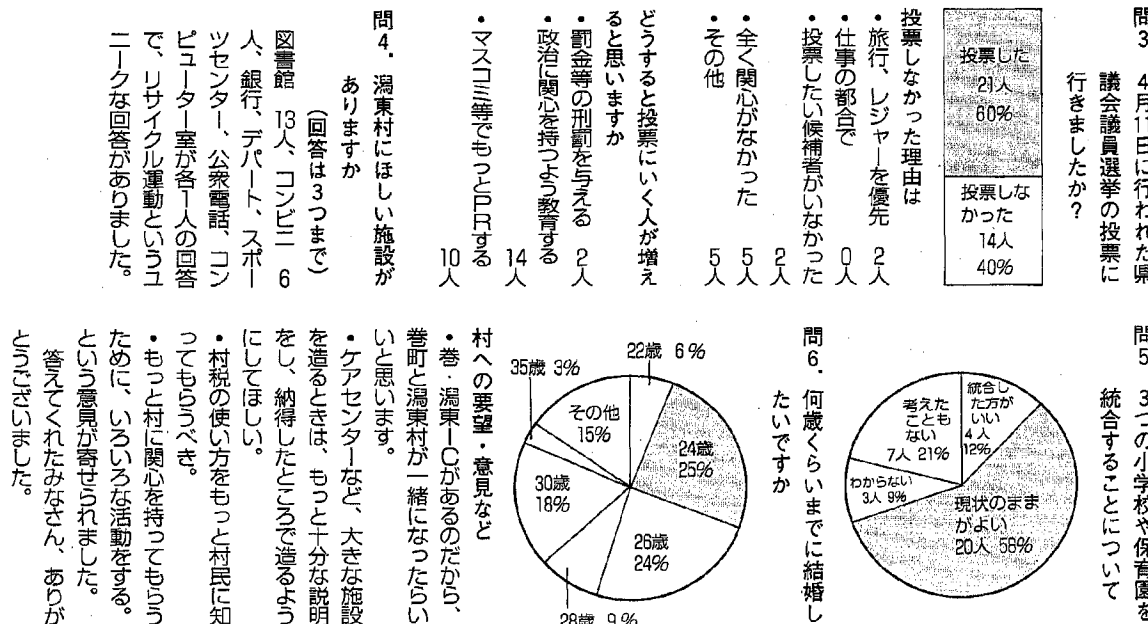 問3. 4月11日に行われた県
議会議員選挙の投票に
行きましたか?
投票した
21人
60%
投票しな
かった
14人
40%
投票しなかった理由は
・旅行、レジャーを優先 2人
・仕事の都合で 0人
・投票したい候補者がいなかった
2人
・全く関心がなかった 5人
・その他 5人
どうすると投票にいく人が増え
ると思いますか
・罰金等の刑罰を与える 2人
・政治に関心を持つよう教育する
14人
・マスコミ等でもっとPRする
10人
問4. 潟東村にほしい施設が
ありますか
(回答は3つまで)
図書館 13人、コンビニ 6
人、銀行、デパート、スポー
ツセンター、公衆電話、コン
ピューター室が各1人の回答
で、リサイクル運動というユ
ニークな回答がありました。
問5. 3つの小学校や保育園を
統合することについて
統合し
た方が
いい
4人
12%
現状のまま
がよい
20人 58%
わからない
3人 9%
考えた
ことも
ない
7人 21%
問6. 何歳くらいまでに結婚し
たいですか
22歳 6%
24歳
25%
26歳
24%
28歳 9%
30歳
18%
35歳 3%
その他
15%
村への要望・意見など
・巻・潟東ICがあるのだから、
巻町と潟東村が一緒になったらい
いと思います。
・ケアセンターなど、大きな施設
を造るときは、もっと十分な説明
をし、納得したところで造るよう
にしてほしい。
・村税の使い方をもっと村民に知
ってもらうべき。
・もっと村に関心を持ってもらう
ために、いろいろな活動をする。
という意見が寄せられました。
答えてくれたみなさん、ありが
とうございました。